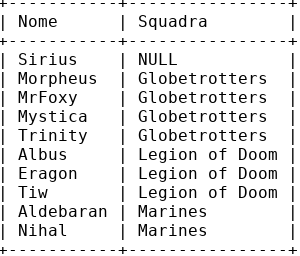 +-----------+----------------+
| Nome      | Squadra        |
+-----------+----------------+
| Sirius    | NULL           |
| Morpheus  | Globetrotters  |
| MrFoxy    | Globetrotters  |
| Mystica   | Globetrotters  |
| Trinity   | Globetrotters  |
| Albus     | Legion of Doom |
| Eragon    | Legion of Doom |
| Tiw       | Legion of Doom |
| Aldebaran | Marines        |
| Nihal     | Marines        |
+-----------+----------------+